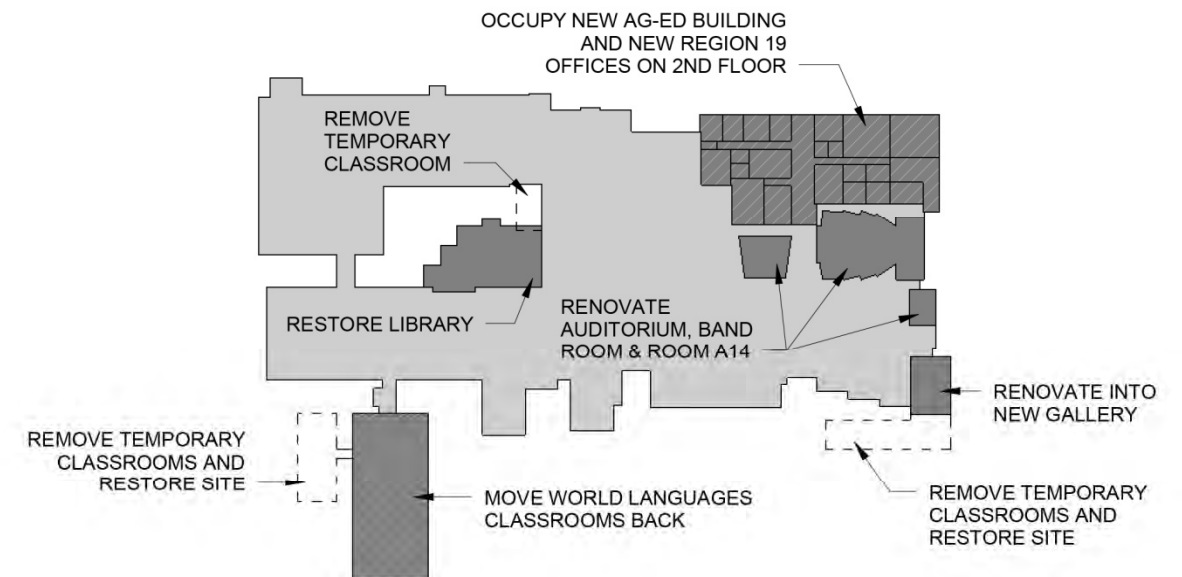 OCCUPY NEW AG-ED BUILDING
AND NEW REGION 19
OFFICES ON 2ND FLOOR
REMOVE
TEMPORARY
CLASSROOM
RESTORE LIBRARY
RENOVATE
AUDITORIUM, BAND
ROOM & ROOM A14
RENOVATE INTO
NEW GALLERY
REMOVE TEMPORARY
CLASSROOMS AND
RESTORE SITE
MOVE WORLD LANGUAGES
CLASSROOMS BACK
REMOVE TEMPORARY
CLASSROOMS AND
RESTORE SITE